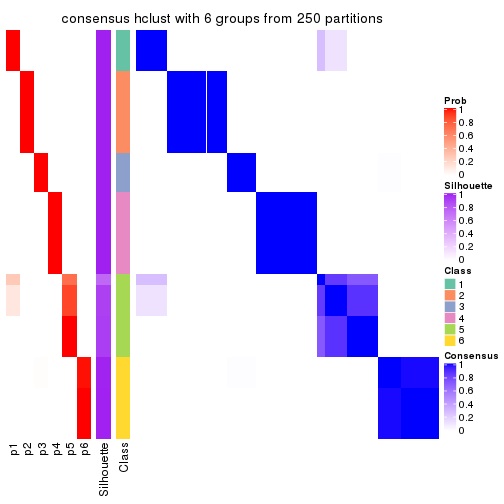 consensus hclust with 6 groups from 250 partitions
Prob
1
0.8
0.6
0.4
0.2
0
Silhouette
1
0.8
0.6
0.4
0.2
0
Class
1
2
3
4
5
6
Consensus
1
0.8
0.6
0.4
0.2
0
p1
p2
p3
p4
p5
p6
Silhouette
Class